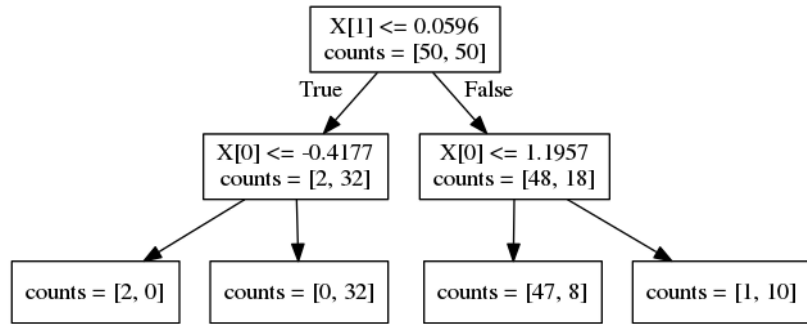 X[1] <= 0.0596
counts = [50, 50]
True
False
X[0] <= -0.4177
counts = [2, 32]
X[0] <= 1.1957
counts = [48, 18]
counts = [2, 0]
counts = [0, 32]
counts = [47, 8]
counts = [1, 10]